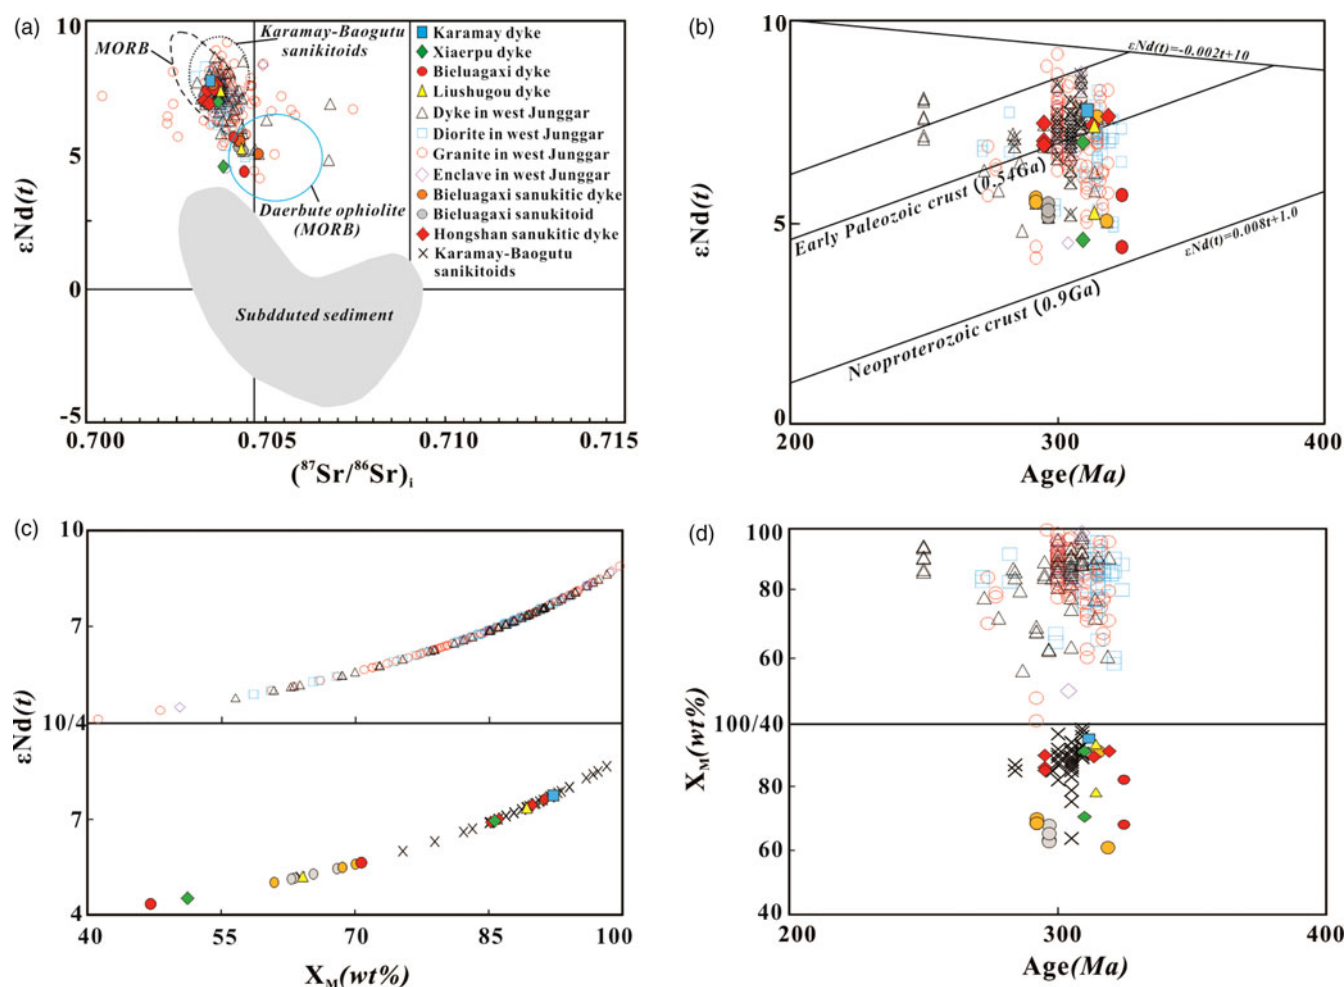 (a)
10
5
0
-5
εNd(t)
MORB
Karamay-Baogutu
sanikitoids
Daerbute ophiolite
(MORB)
Subdduted sediment
Karamay dyke
Xiaerpu dyke
Bieluagaxi dyke
Liushugou dyke
Dyke in west Junggar
Diorite in west Junggar
Granite in west Junggar
Enclave in west Junggar
Bieluagaxi sanukitic dyke
Bieluagaxi sanukitoid
Hongshan sanukitic dyke
Karamay-Baogutu
sanikitoids
0.700 0.705 0.710 0.715
(⁸⁷Sr/⁸⁶Sr)ᵢ
(b)
10
5
0
εNd(t)
εNd(t)=-0.002t+10
Early Paleozoic crust (0.54Ga)
εNd(t)=0.008t+1.0
Neoproterozoic crust (0.9Ga)
200 300 400
Age(Ma)
(c)
10
7
10/4
7
4
εNd(t)
40 55 70 85 100
X_M(wt%)
(d)
100
80
60
100/40
80
60
40
X_M(wt%)
200 300 400
Age(Ma)